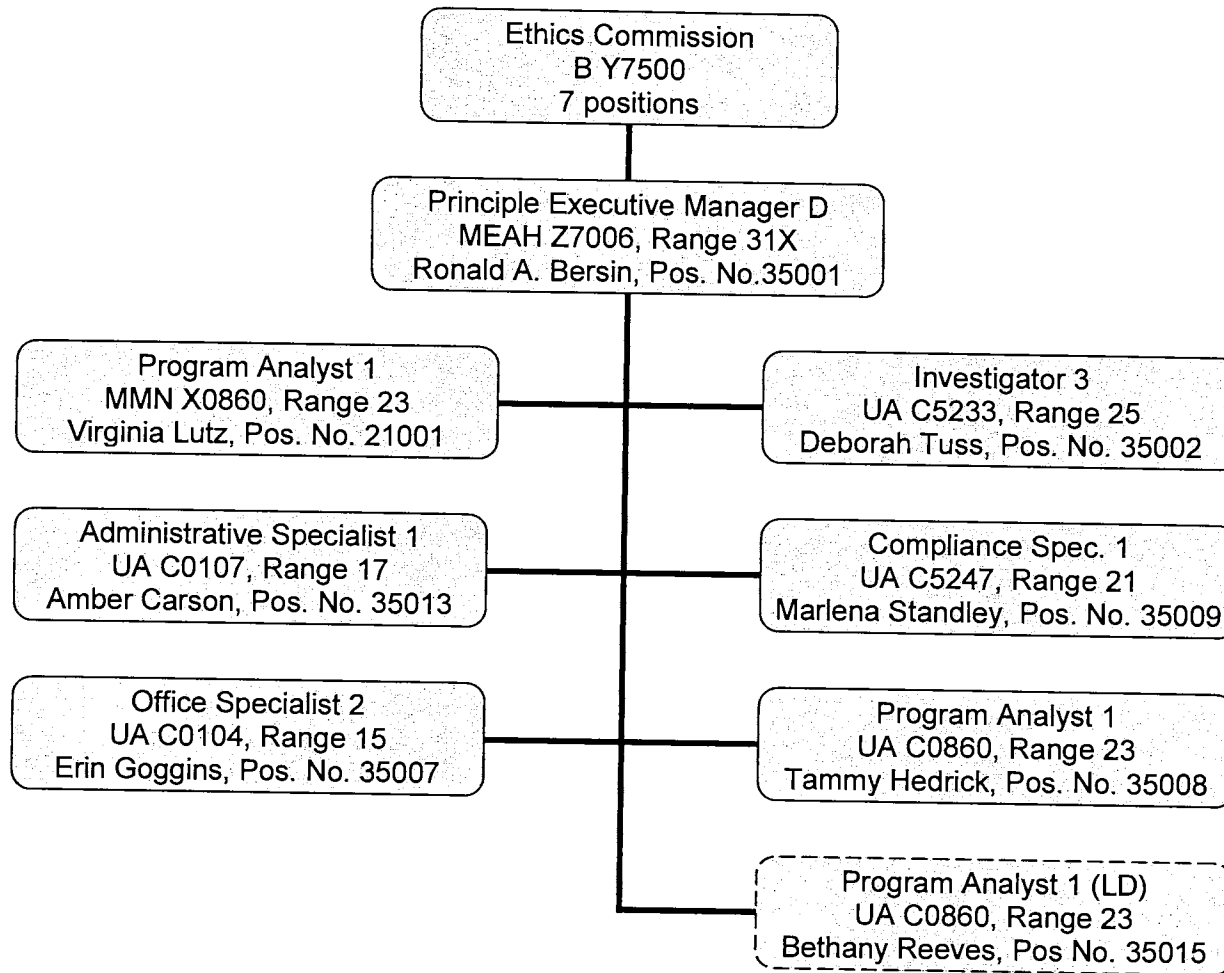 Ethics Commission
B Y7500
7 positions
Principle Executive Manager D
MEAH Z7006, Range 31X
Ronald A. Bersin, Pos. No.35001
Program Analyst 1
MMN X0860, Range 23
Virginia Lutz, Pos. No. 21001
Investigator 3
UA C5233, Range 25
Deborah Tuss, Pos. No. 35002
Administrative Specialist 1
UA C0107, Range 17
Amber Carson, Pos. No. 35013
Compliance Spec. 1
UA C5247, Range 21
Marlena Standley, Pos. No. 35009
Office Specialist 2
UA C0104, Range 15
Erin Goggins, Pos. No. 35007
Program Analyst 1
UA C0860, Range 23
Tammy Hedrick, Pos. No. 35008
Program Analyst 1 (LD)
UA C0860, Range 23
Bethany Reeves, Pos No. 35015